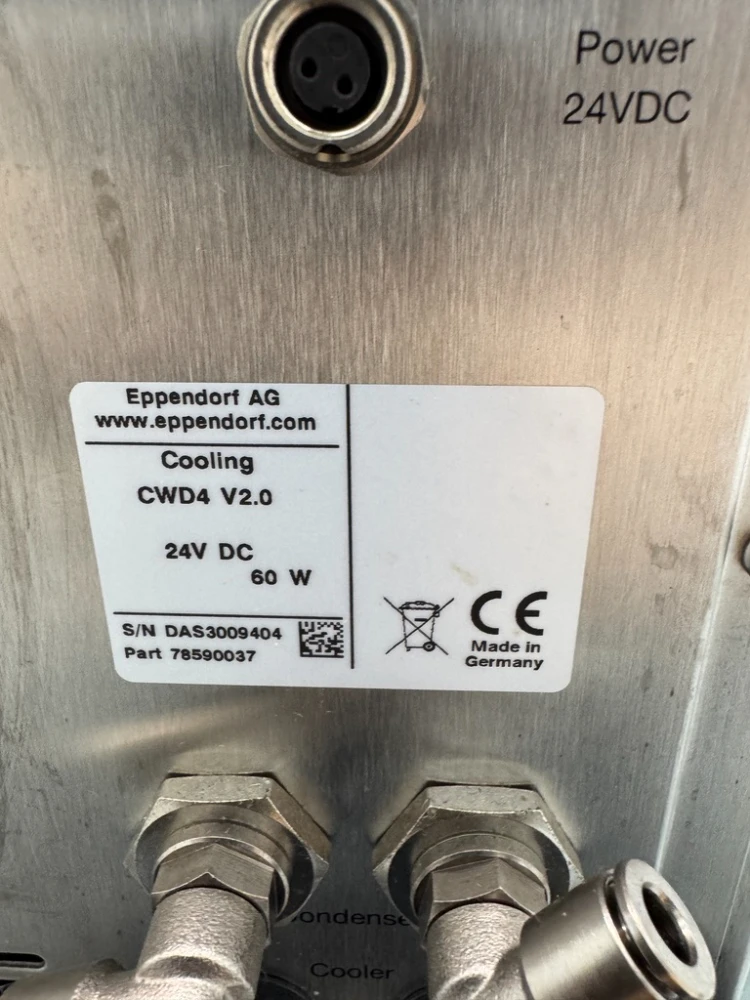 Power
24VDC
Eppendorf AG
www.eppendorf.com
Cooling
CWD4 V2.0
24V DC
60 W
S/N DAS3009404
Part 78590037
CE
Made in
Germany
Cooler